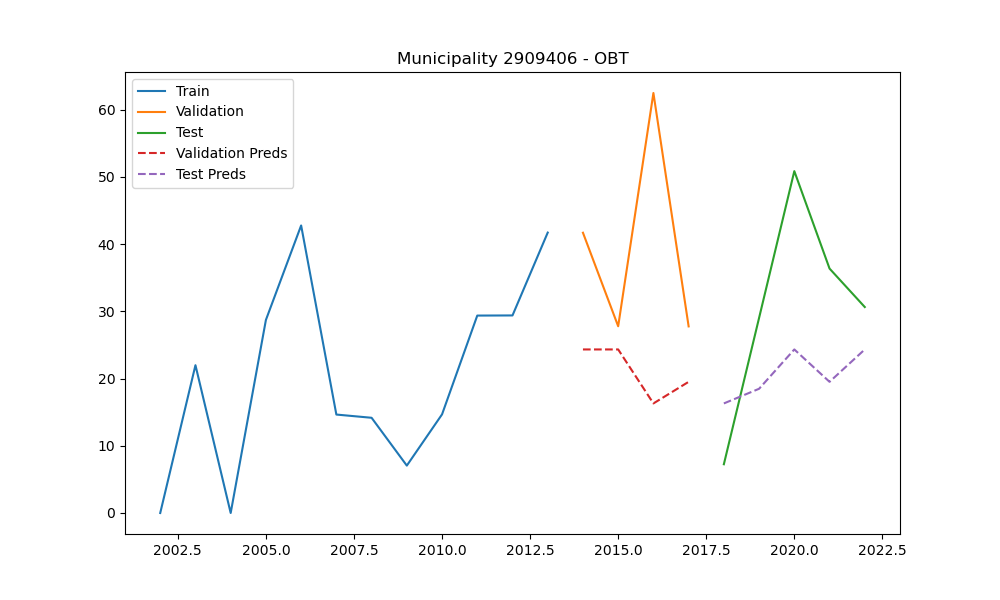 Municipality 2909406 - OBT
Train
Validation
Test
Validation Preds
Test Preds
60
50
40
30
20
10
0
2002.5 2005.0 2007.5 2010.0 2012.5 2015.0 2017.5 2020.0 2022.5